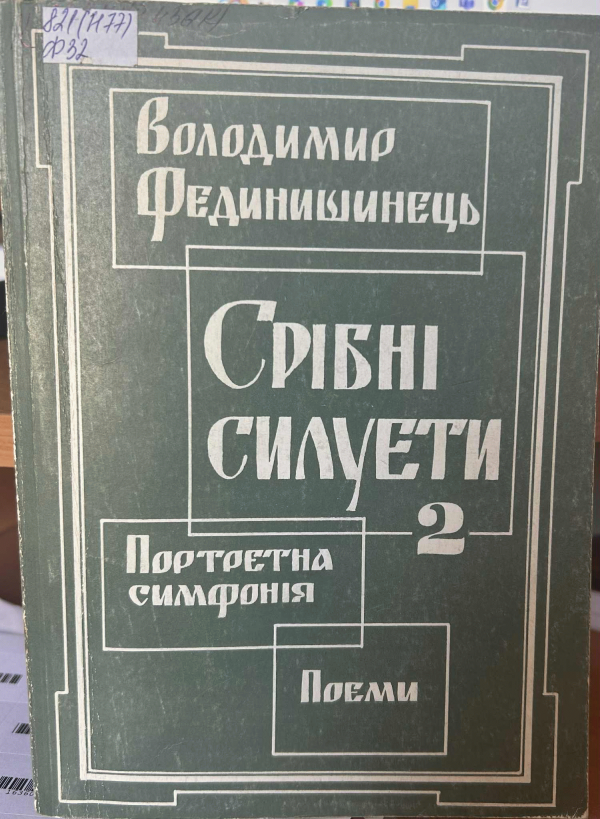 821(477)
Ф32
Володимир
Фединишинець
Срібні
силуети
2
Портретна
симфонія
Поеми